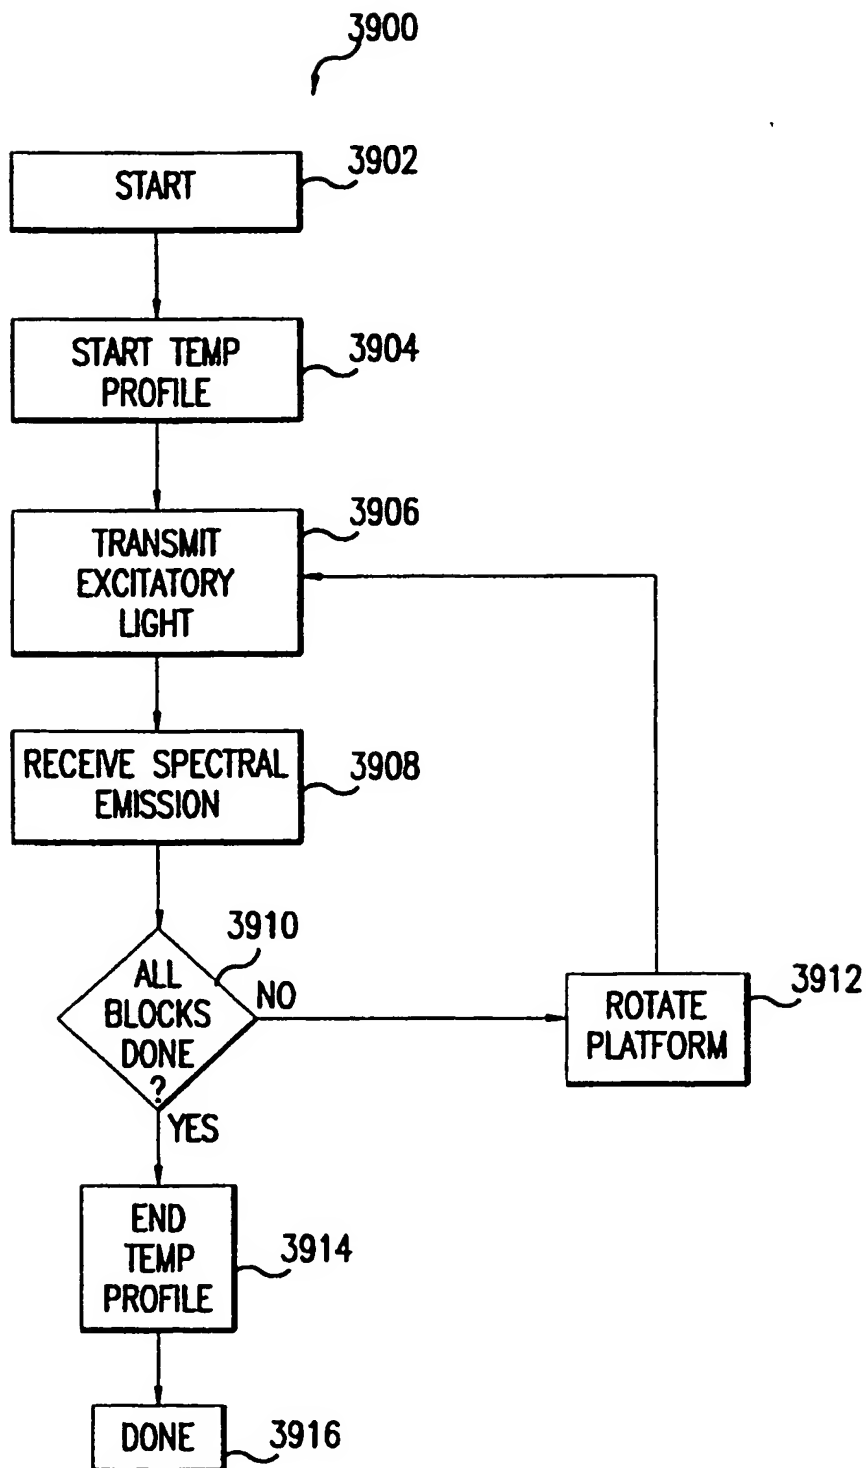 3900
START
3902
START TEMP
PROFILE
3904
TRANSMIT
EXCITATORY
LIGHT
3906
RECEIVE SPECTRAL
EMISSION
3908
ALL
BLOCKS
DONE
?
3910
NO
ROTATE
PLATFORM
3912
YES
END
TEMP
PROFILE
3914
DONE
3916